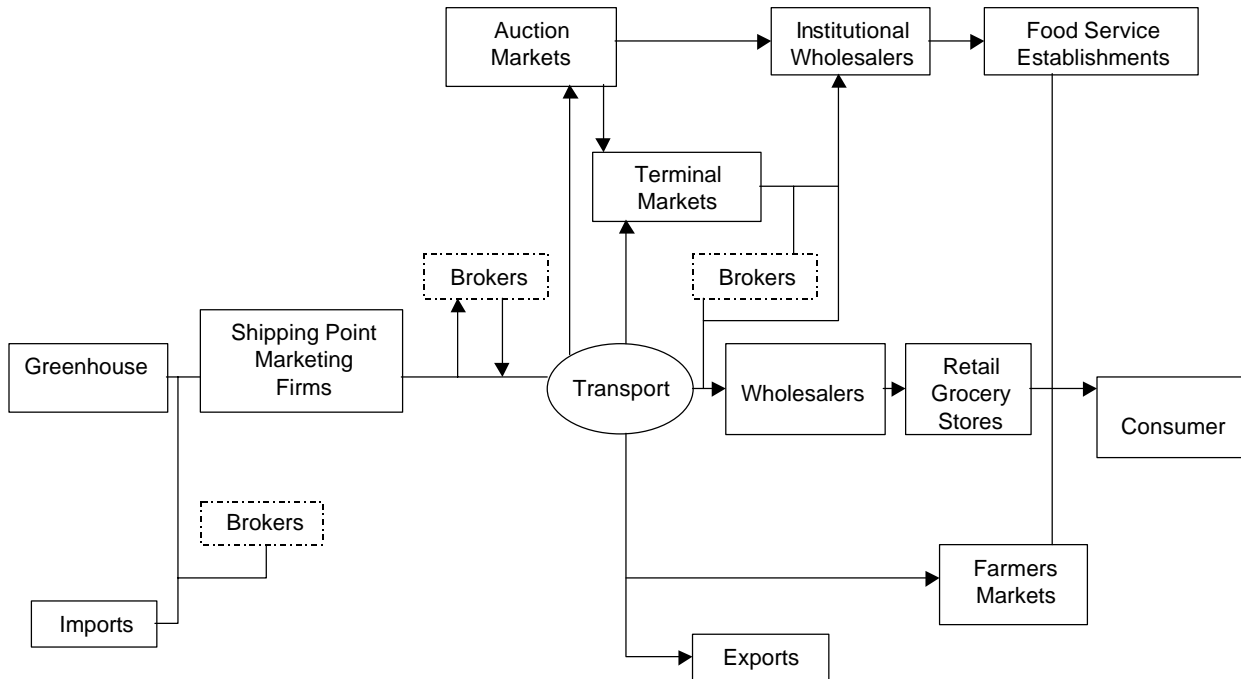 Auction
Markets
Institutional
Wholesalers
Food Service
Establishments
Terminal
Markets
Brokers
Brokers
Shipping Point
Marketing
Firms
Greenhouse
Transport
Wholesalers
Retail
Grocery
Stores
Consumer
Brokers
Imports
Farmers
Markets
Exports